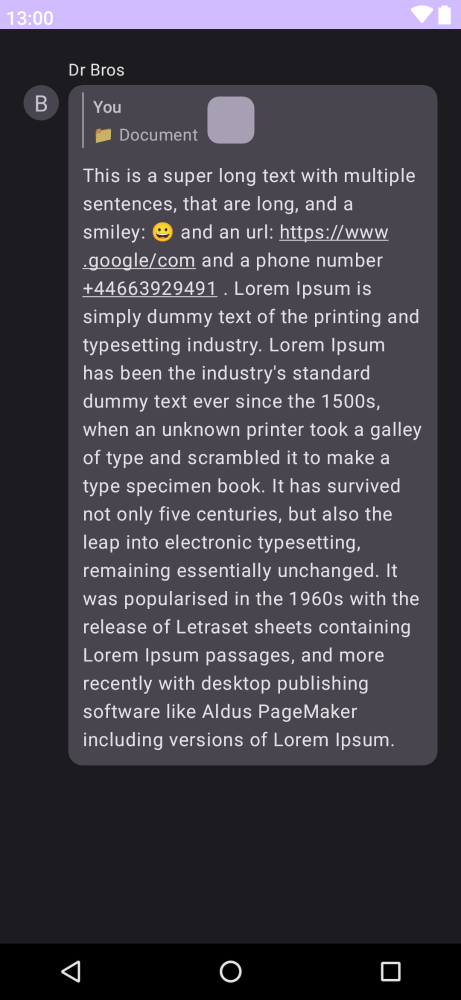 13:00
Dr Bros
B
You
📁 Document
This is a super long text with multiple
sentences, that are long, and a
smiley: 😀 and an url: https://www
.google/com and a phone number
+44663929491 . Lorem Ipsum is
simply dummy text of the printing and
typesetting industry. Lorem Ipsum
has been the industry's standard
dummy text ever since the 1500s,
when an unknown printer took a galley
of type and scrambled it to make a
type specimen book. It has survived
not only five centuries, but also the
leap into electronic typesetting,
remaining essentially unchanged. It
was popularised in the 1960s with the
release of Letraset sheets containing
Lorem Ipsum passages, and more
recently with desktop publishing
software like Aldus PageMaker
including versions of Lorem Ipsum.